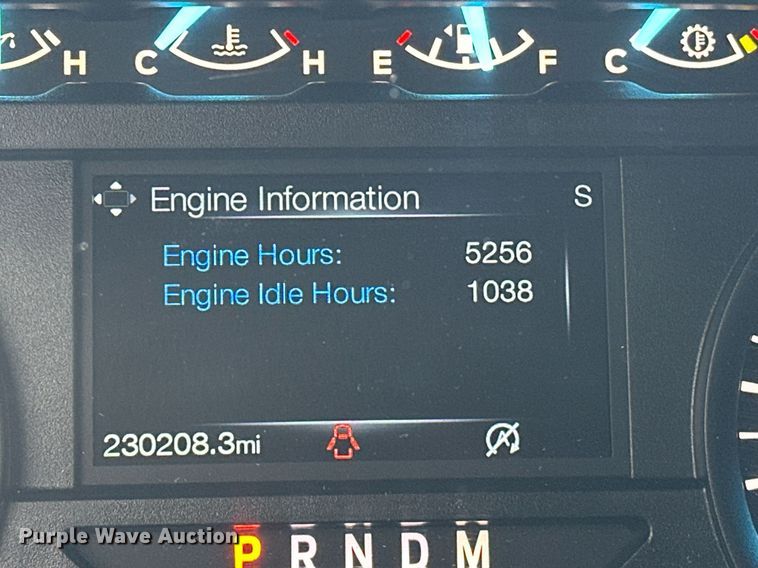 H C H E F C
Engine Information S
Engine Hours: 5256
Engine Idle Hours: 1038
230208.3mi A
Purple Wave Auction
P R N D M